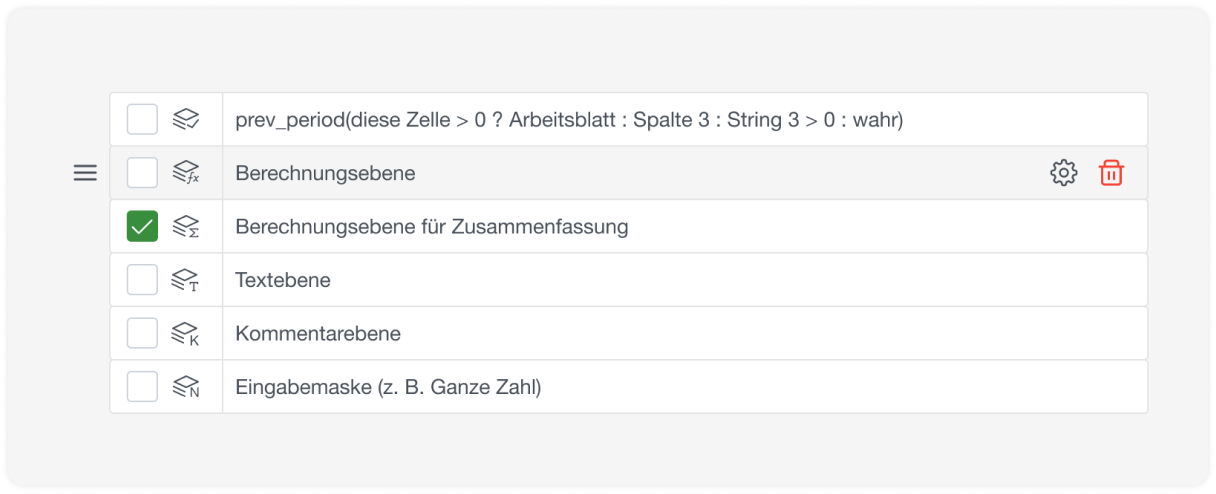 prev_period(diese Zelle > 0 ? Arbeitsblatt : Spalte 3 : String 3 > 0 : wahr)
fx Berechnungsebene
Σ Berechnungsebene für Zusammenfassung
T Textebene
K Kommentarebene
N Eingabemaske (z. B. Ganze Zahl)